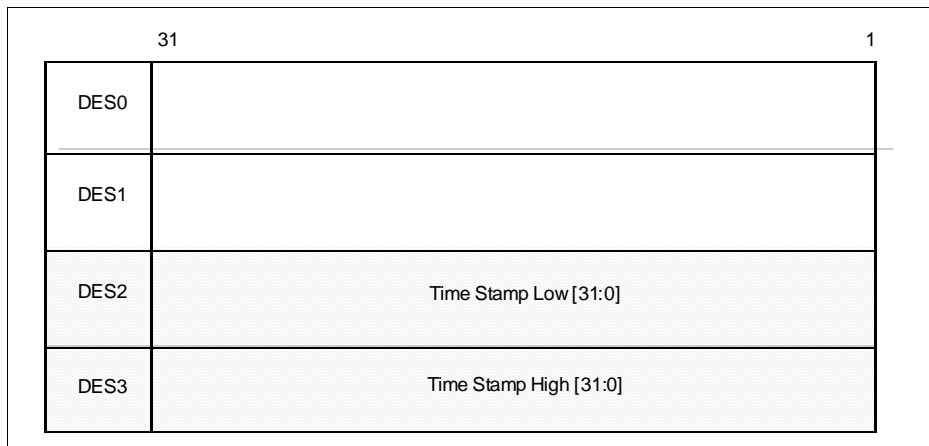 31 1
DES0
DES1
DES2 Time Stamp Low [31:0]
DES3 Time Stamp High [31:0]